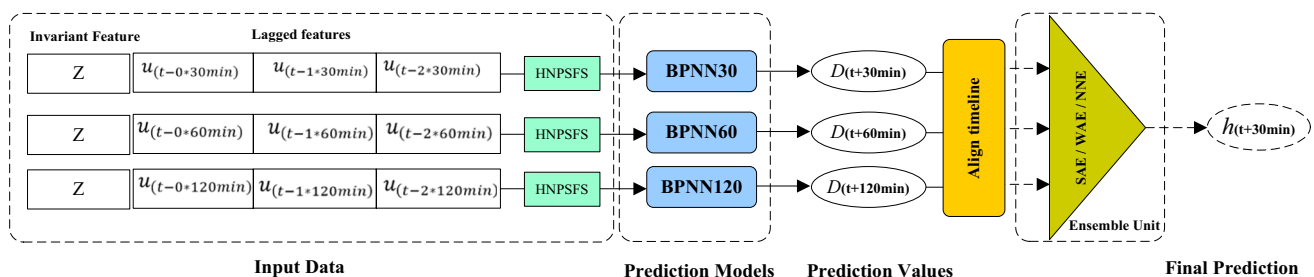 Invariant Feature Lagged features
Z u(t−0*30min) u(t−1*30min) u(t−2*30min) HNPSFS BPNN30 D(t+30min)
Z u(t−0*60min) u(t−1*60min) u(t−2*60min) HNPSFS BPNN60 D(t+60min)
Z u(t−0*120min) u(t−1*120min) u(t−2*120min) HNPSFS BPNN120 D(t+120min)
Align timeline
SAE / WAE / NNE
Ensemble Unit
h(t+30min)
Input Data Prediction Models Prediction Values Final Prediction